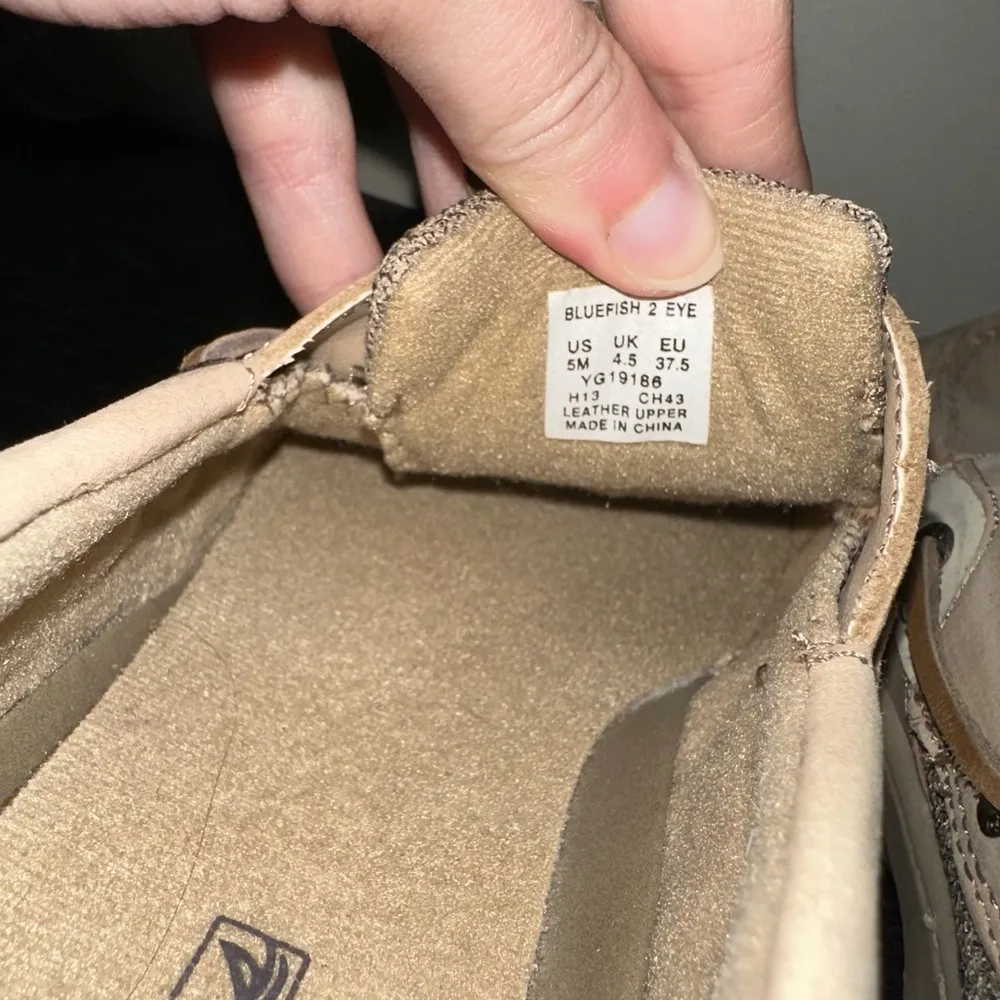 BLUEFISH 2 EYE
US UK EU
5M 4.5 37.5
YG19186
H13 CH43
LEATHER UPPER
MADE IN CHINA